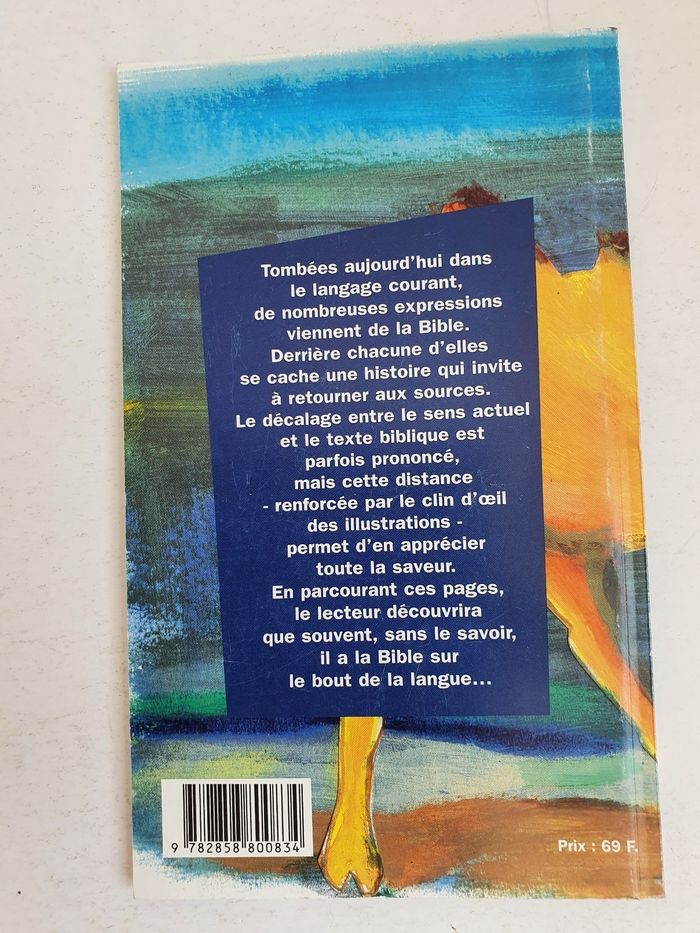 Tombées aujourd'hui dans
le langage courant,
de nombreuses expressions
viennent de la Bible.
Derrière chacune d'elles
se cache une histoire qui invite
à retourner aux sources.
Le décalage entre le sens actuel
et le texte biblique est
parfois prononcé,
mais cette distance
- renforcée par le clin d'œil
des illustrations -
permet d'en apprécier
toute la saveur.
En parcourant ces pages,
le lecteur découvrira
que souvent, sans le savoir,
il a la Bible sur
le bout de la langue...
9 782858 800834
Prix : 69 F.